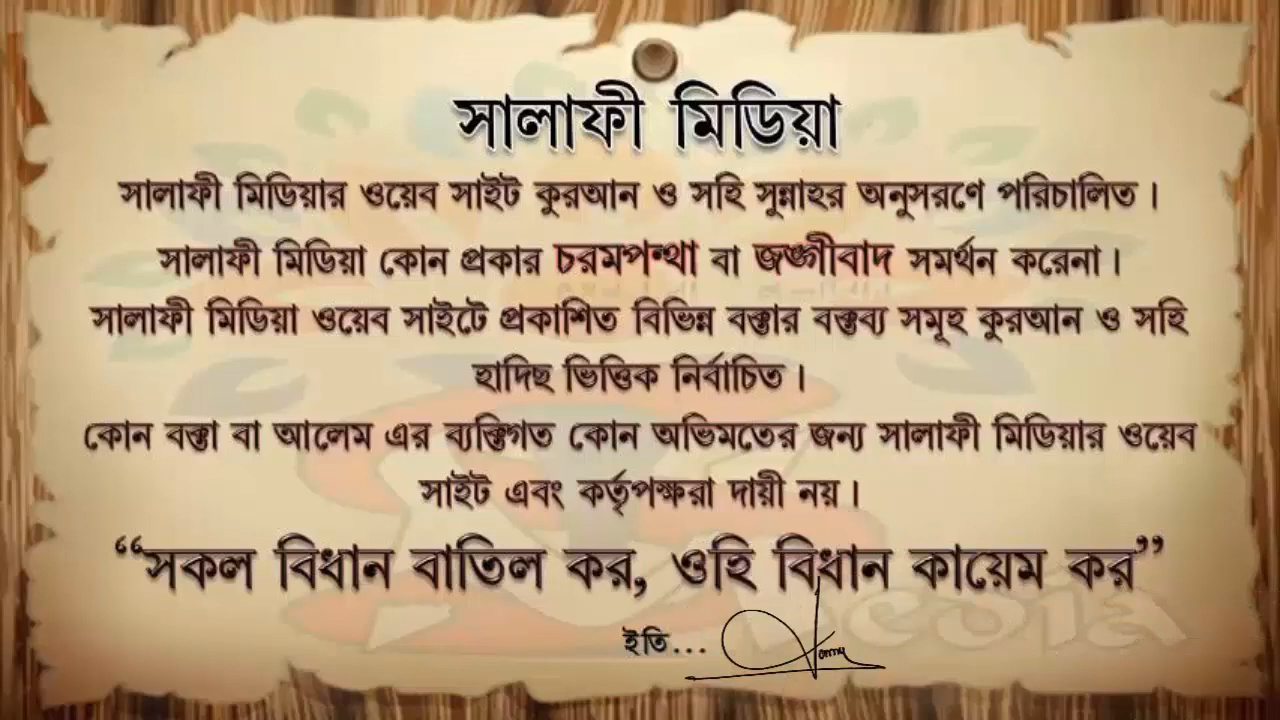 সালাফী মিডিয়া
সালাফী মিডিয়ার ওয়েব সাইট কুরআন ও সহি সুন্নাহর অনুসরণে পরিচালিত।
সালাফী মিডিয়া কোন প্রকার চরমপন্থা বা জঙ্গীবাদ সমর্থন করেনা।
সালাফী মিডিয়া ওয়েব সাইটে প্রকাশিত বিভিন্ন বক্তার বক্তব্য সমূহ কুরআন ও সহি
হাদিছ ভিত্তিক নির্বাচিত।
কোন বক্তা বা আলেম এর ব্যক্তিগত কোন অভিমতের জন্য সালাফী মিডিয়ার ওয়েব
সাইট এবং কর্তৃপক্ষরা দায়ী নয়।
“সকল বিধান বাতিল কর, ওহি বিধান কায়েম কর”
ইতি...